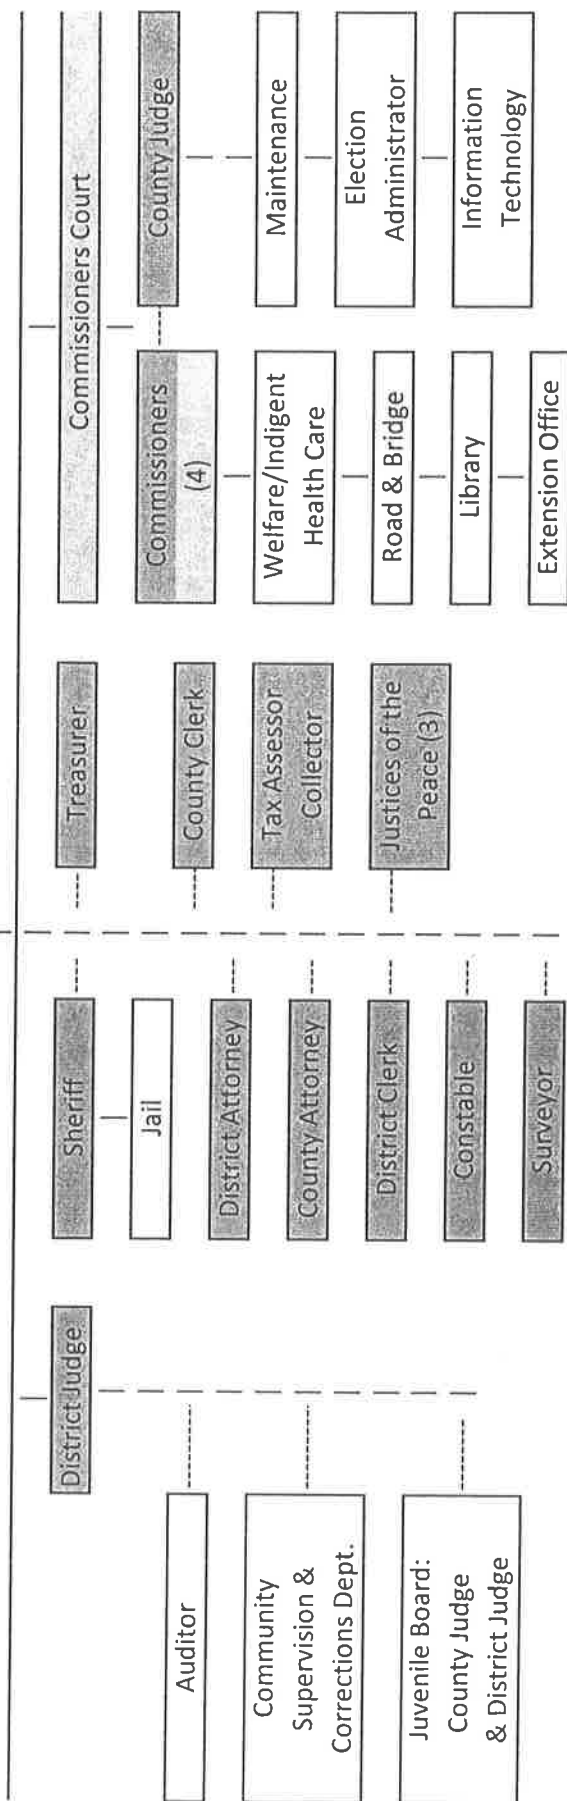 District Judge
Auditor
Community
Supervision &
Corrections Dept.
Juvenile Board:
County Judge
& District Judge
Sheriff
Jail
District Attorney
County Attorney
District Clerk
Constable
Surveyor
Treasurer
County Clerk
Tax Assessor
Collector
Justices of the
Peace (3)
Commissioners Court
Commissioners
(4)
Welfare/Indigent
Health Care
Road & Bridge
Library
Extension Office
County Judge
Maintenance
Election
Administrator
Information
Technology